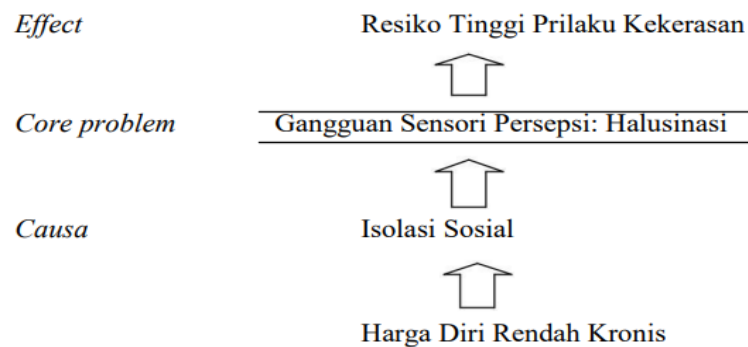 Effect Resiko Tinggi Prilaku Kekerasan
Core problem Gangguan Sensori Persepsi: Halusinasi
Causa Isolasi Sosial
Harga Diri Rendah Kronis